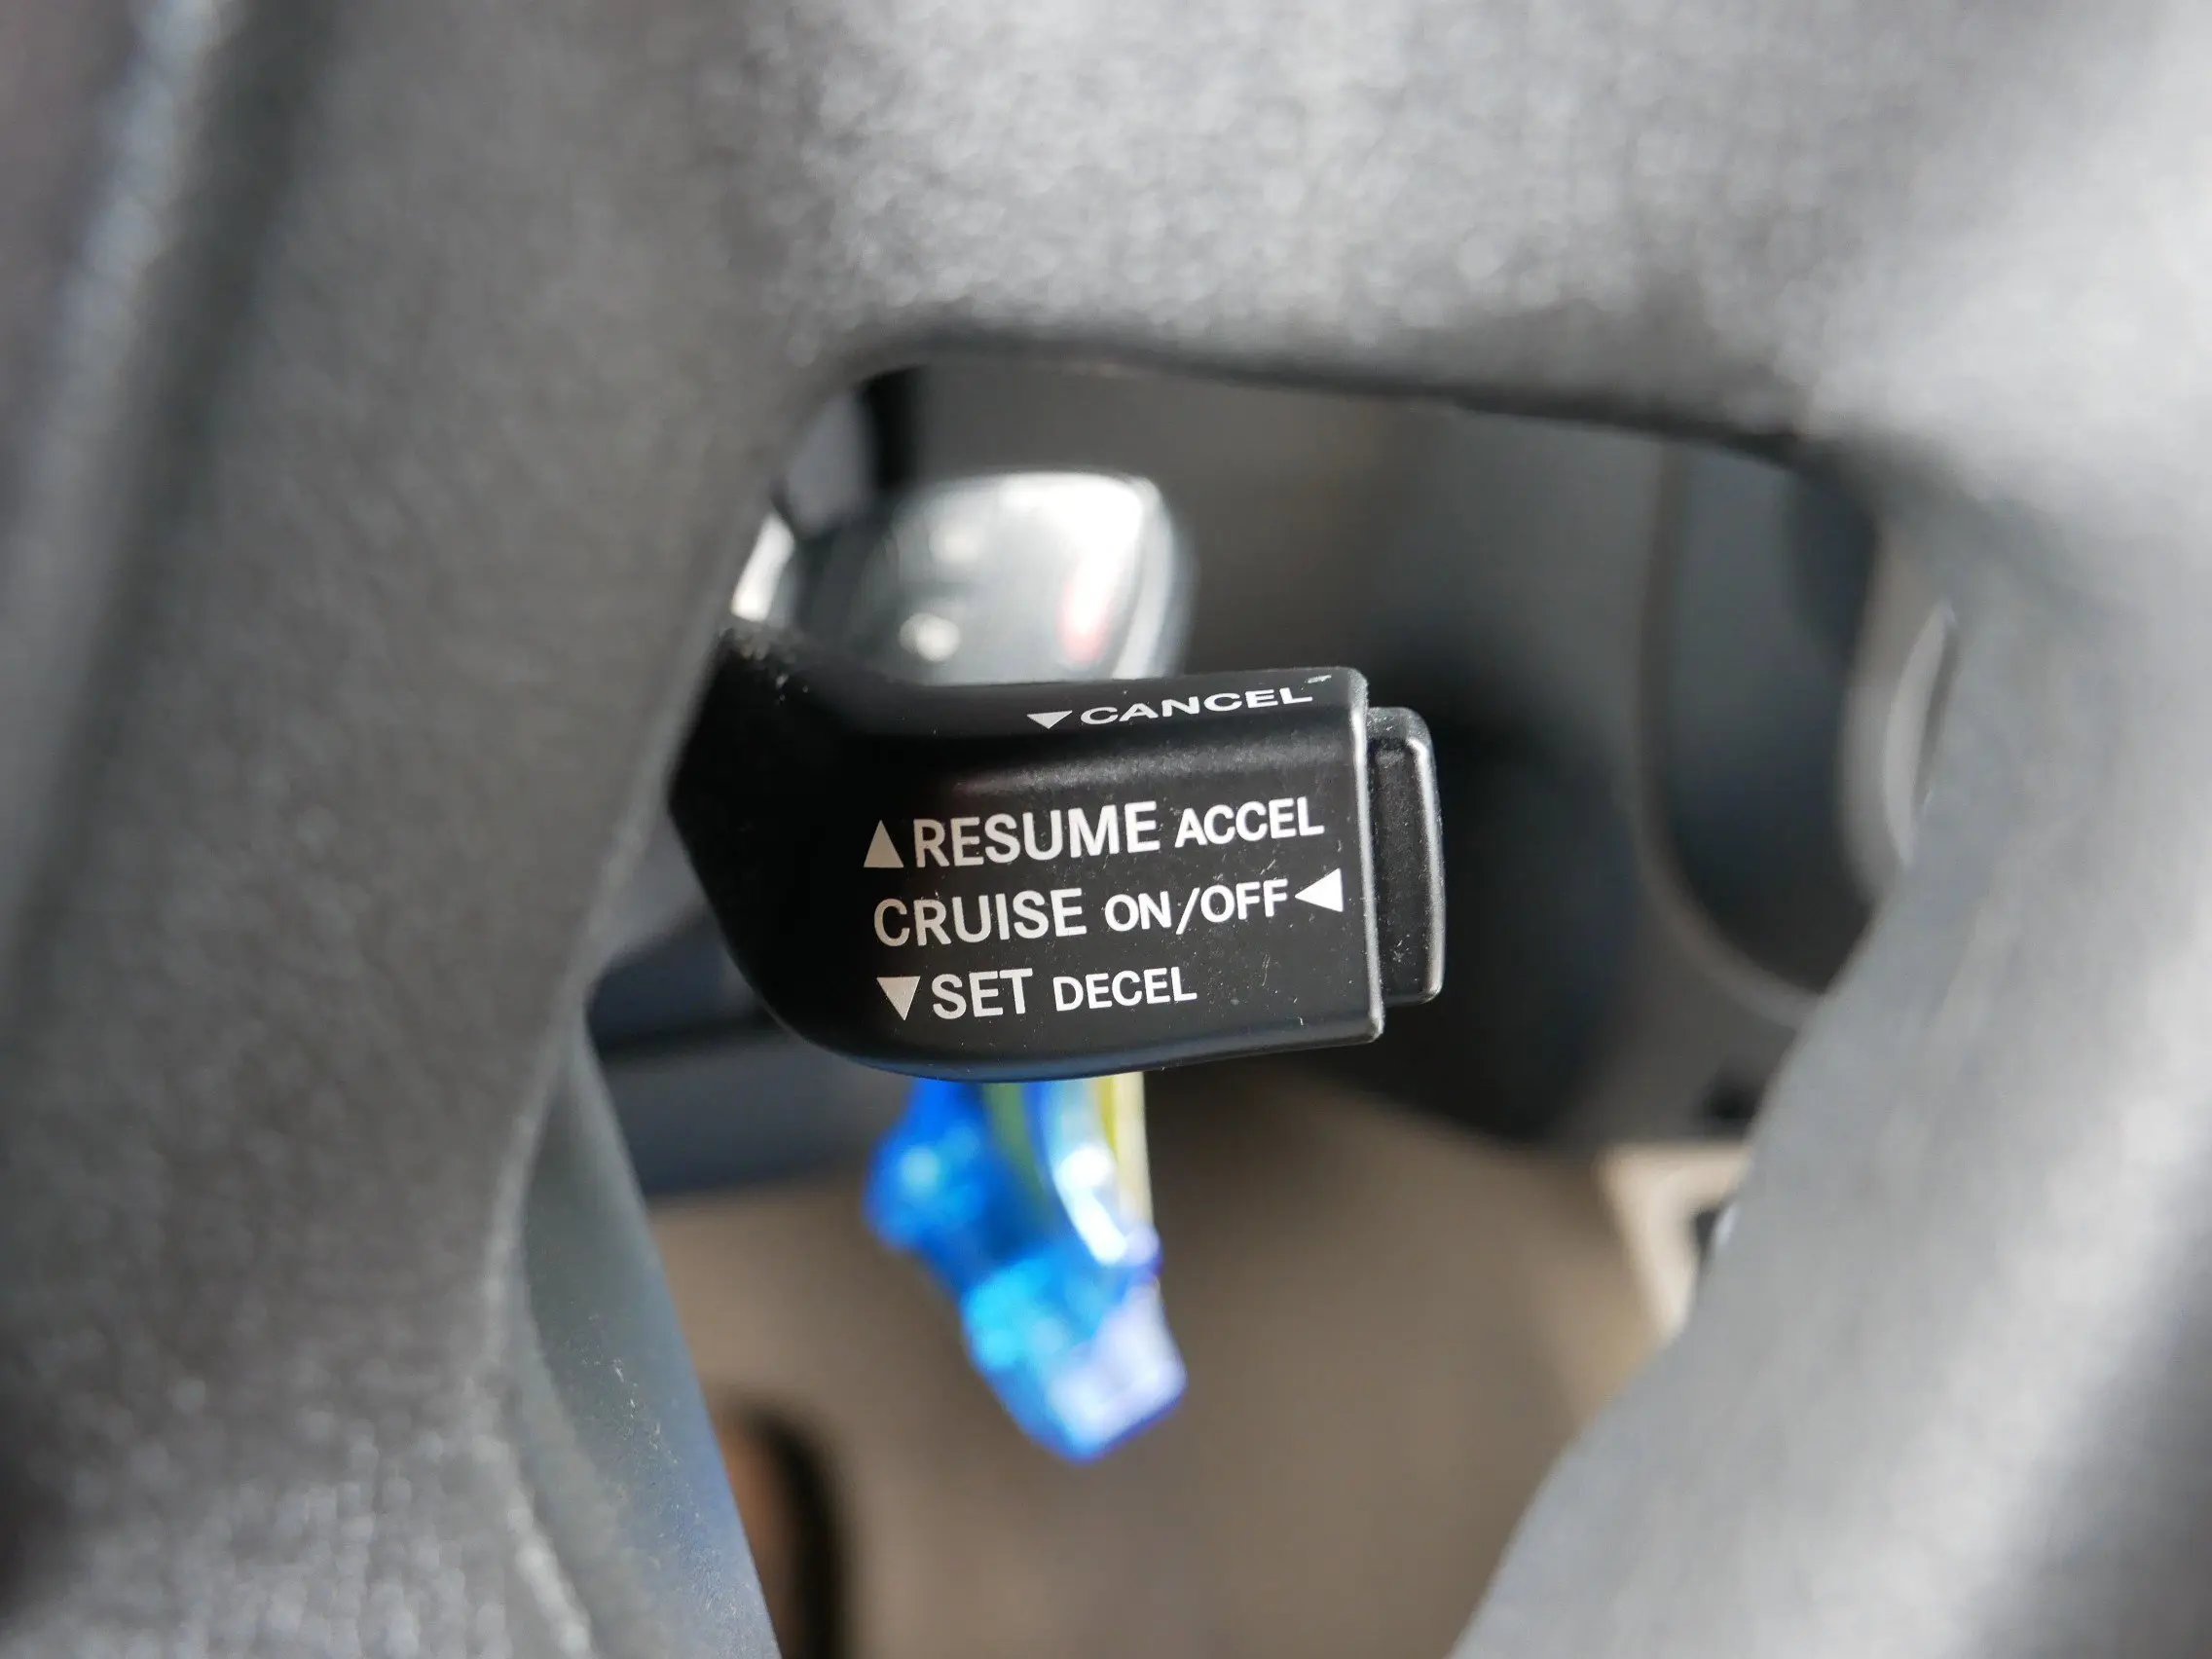 ▼CANCEL
▲RESUME ACCEL
CRUISE ON/OFF◀
▼SET DECEL